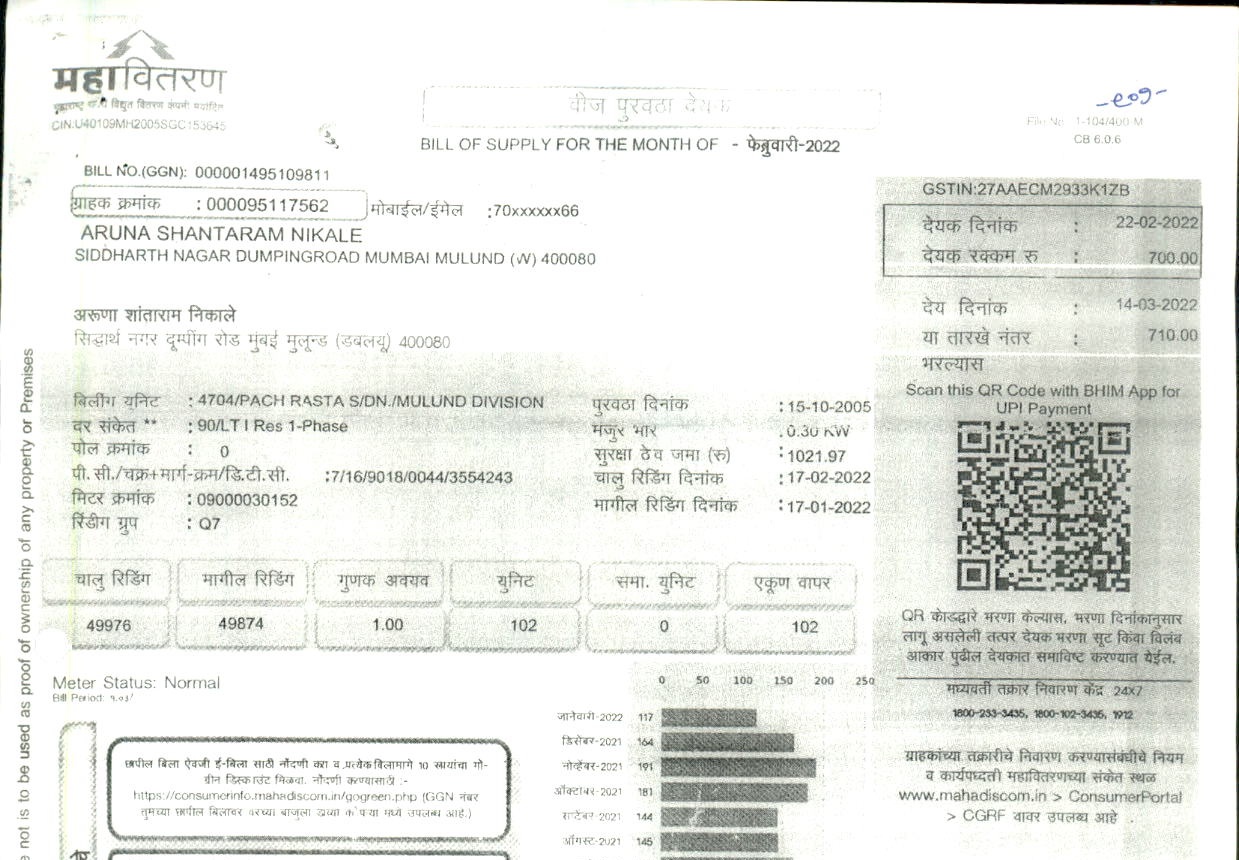 महावितरण
महाराष्ट्र राज्य विद्युत वितरण कंपनी मर्यादित
CIN:U40109MH2005SGC153645
वीज पुरवठा देयक
-e09-
File No. 1-104/400-M
CB 6.0.6
BILL OF SUPPLY FOR THE MONTH OF - फेब्रुवारी-2022
BILL NO.(GGN): 000001495109811
ग्राहक क्रमांक :000095117562 मोबाईल/ईमेल :70xxxxxx66
ARUNA SHANTARAM NIKALE
SIDDHARTH NAGAR DUMPINGROAD MUMBAI MULUND (W) 400080
अरूणा शांताराम निकाले
सिद्धार्थ नगर दूम्पींग रोड मुंबई मुलून्ड (डबलयू) 400080
GSTIN:27AAECM2933K1ZB
देयक दिनांक : 22-02-2022
देयक रक्कम रु : 700.00
देय दिनांक : 14-03-2022
या तारखे नंतर : 710.00
भरल्यास
Scan this QR Code with BHIM App for
UPI Payment
बिलींग युनिट : 4704/PACH RASTA S/DN./MULUND DIVISION
दर संकेत ** : 90/LT I Res 1-Phase
पोल क्रमांक : 0
पी.सी./चक्र+मार्ग-क्रम/डि.टी.सी. :7/16/9018/0044/3554243
मिटर क्रमांक : 09000030152
रिंडीग ग्रुप : Q7
पुरवठा दिनांक : 15-10-2005
मंजुर भार : 0.30 KW
सुरक्षा ठेव जमा (रु) : 1021.97
चालु रिडिंग दिनांक : 17-02-2022
मागील रिडिंग दिनांक : 17-01-2022
चालु रिडिंग मागील रिडिंग गुणक अवयव युनिट समा. युनिट एकूण वापर
49976 49874 1.00 102 0 102
QR कोडद्वारे भरणा केल्यास, भरणा दिनांकानुसार
लागू असलेली तत्पर देयक भरणा सूट किंवा विलंब
आकार पुढील देयकात समाविष्ट करण्यात येईल.
मध्यवर्ती तक्रार निवारण केंद्र 24X7
1800-233-3435, 1800-102-3435, 1912
ग्राहकांच्या तक्रारीचे निवारण करण्यासंबंधीचे नियम
व कार्यपध्दती महावितरणच्या संकेत स्थळ
www.mahadiscom.in > ConsumerPortal
> CGRF वावर उपलब्ध आहे .
Meter Status: Normal
Bill Period: १.०३/
छापील बिला ऐवजी ई-बिला साठी नोंदणी करा व प्रत्येक बिलामागे 10 रूपयांचा गो-
ग्रीन डिस्काउंट मिळवा. नोंदणी करण्यासाठी :-
https://consumerinfo.mahadiscom.in/gogreen.php (GGN नंबर
तुमच्या छापील बिलावर वरच्या बाजुला डाव्या कोपऱ्या मध्ये उपलब्ध आहे.)
0 50 100 150 200 250
जानेवारी-2022 117
डिसेंबर-2021 164
नोव्हेंबर-2021 191
ऑक्टोबर-2021 181
सप्टेंबर-2021 144
ऑगस्ट-2021 145
e not is to be used as proof of ownership of any property or Premises